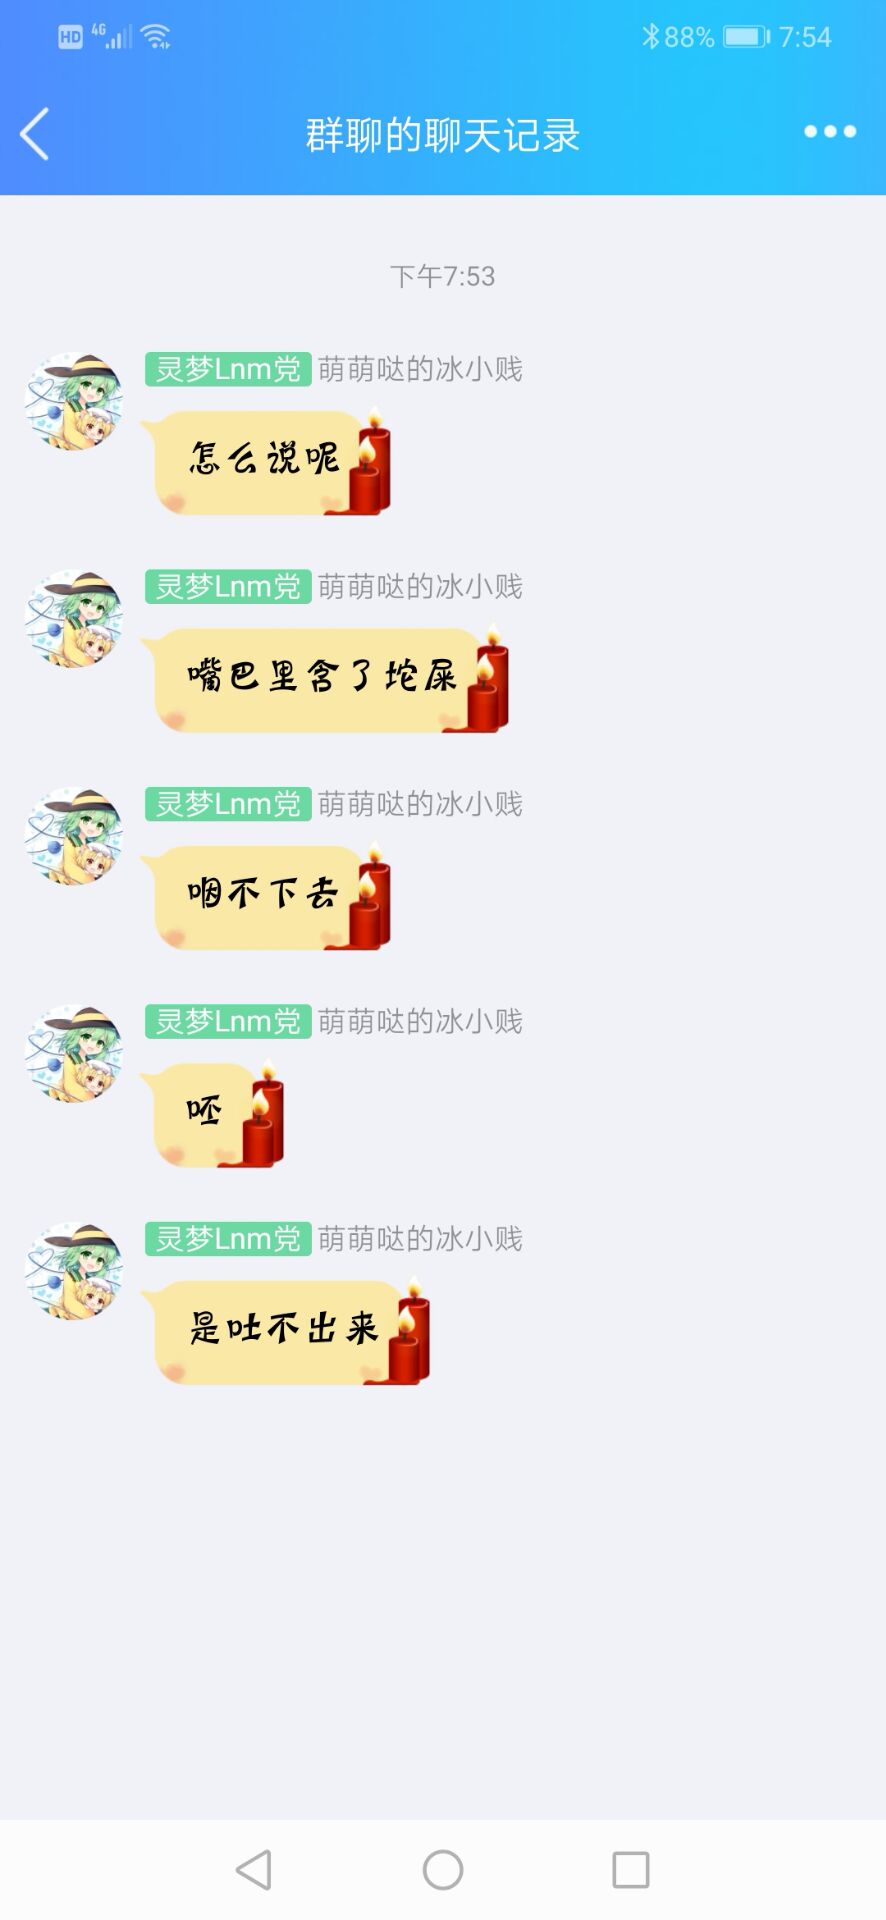 HD 4G 88% 7:54
群聊的聊天记录
下午7:53
灵梦Lnm党 萌萌哒的冰小贱
怎么说呢
灵梦Lnm党 萌萌哒的冰小贱
嘴巴里含了坨屎
灵梦Lnm党 萌萌哒的冰小贱
咽不下去
灵梦Lnm党 萌萌哒的冰小贱
呸
灵梦Lnm党 萌萌哒的冰小贱
是吐不出来